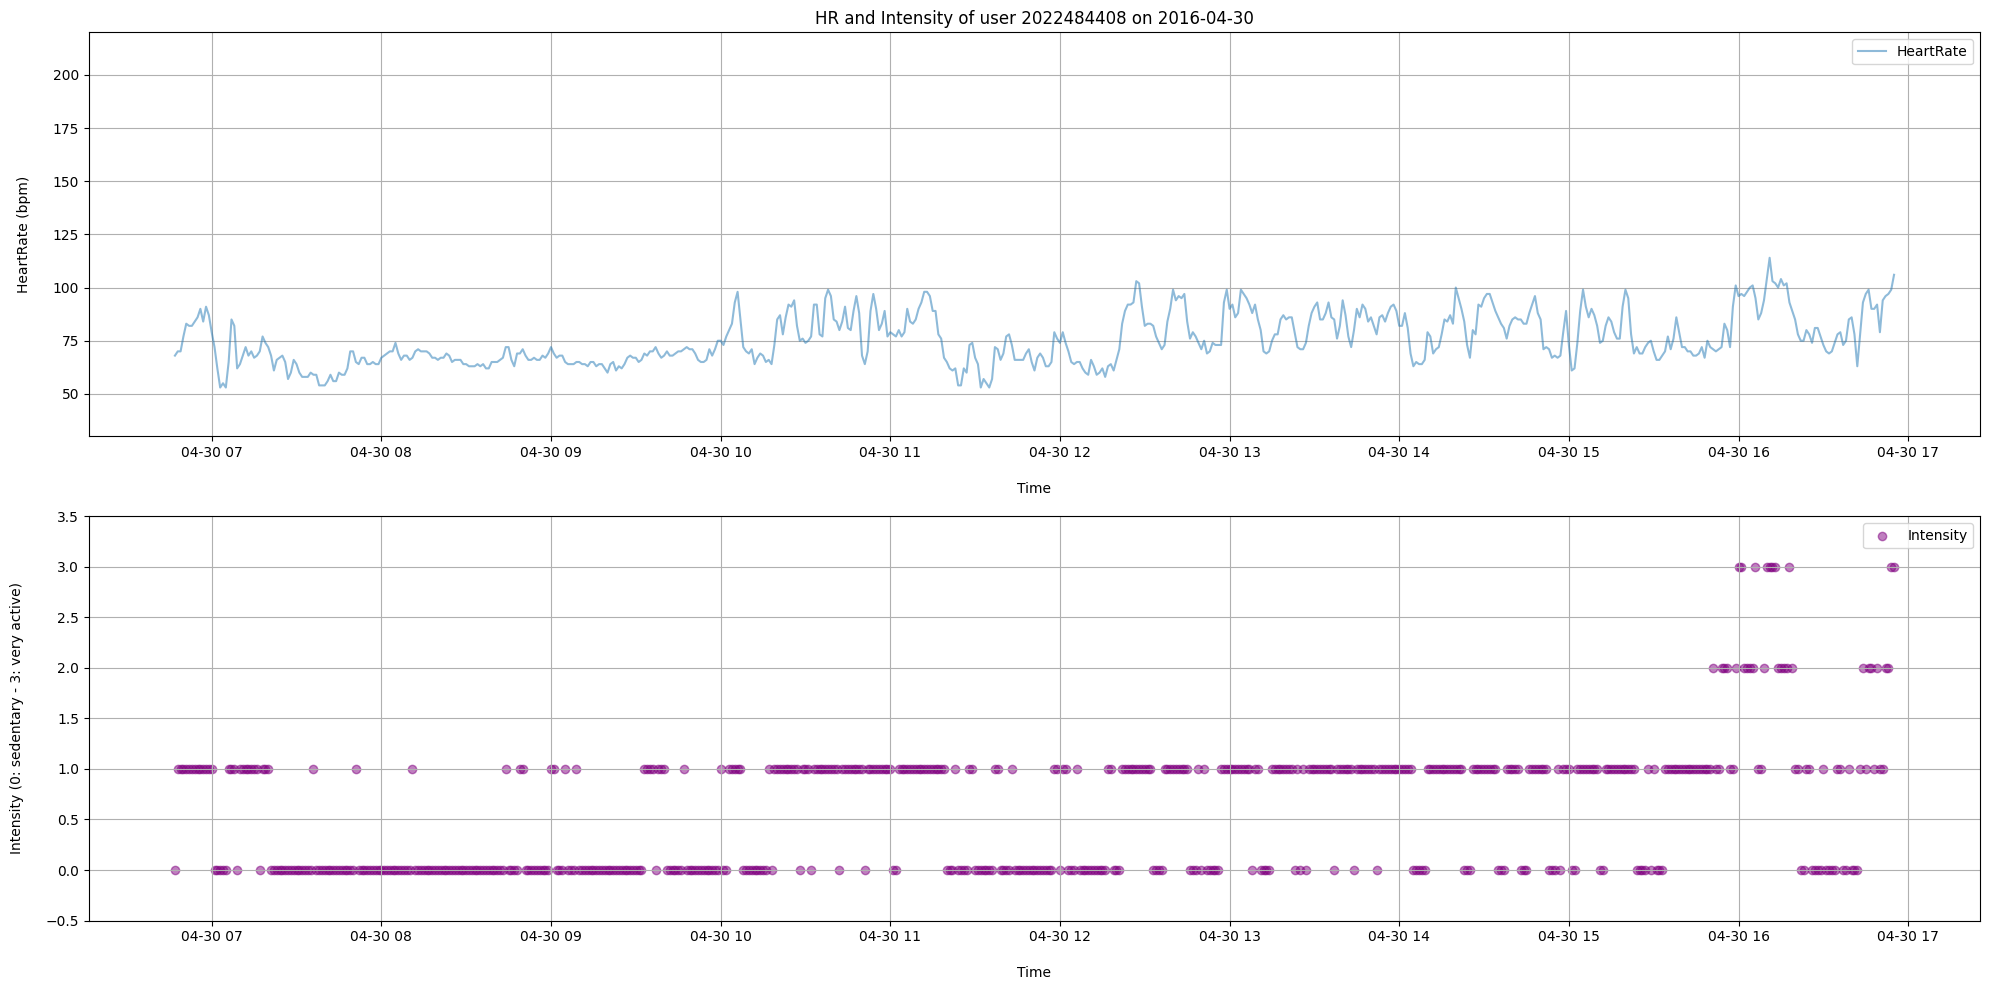 HR and Intensity of user 2022484408 on 2016-04-30
HeartRate
200
175
150
125
100
75
50
HeartRate (bpm)
04-30 07 04-30 08 04-30 09 04-30 10 04-30 11 04-30 12 04-30 13 04-30 14 04-30 15 04-30 16 04-30 17
Time
Intensity
3.5
3.0
2.5
2.0
1.5
1.0
0.5
0.0
−0.5
Intensity (0: sedentary - 3: very active)
04-30 07 04-30 08 04-30 09 04-30 10 04-30 11 04-30 12 04-30 13 04-30 14 04-30 15 04-30 16 04-30 17
Time